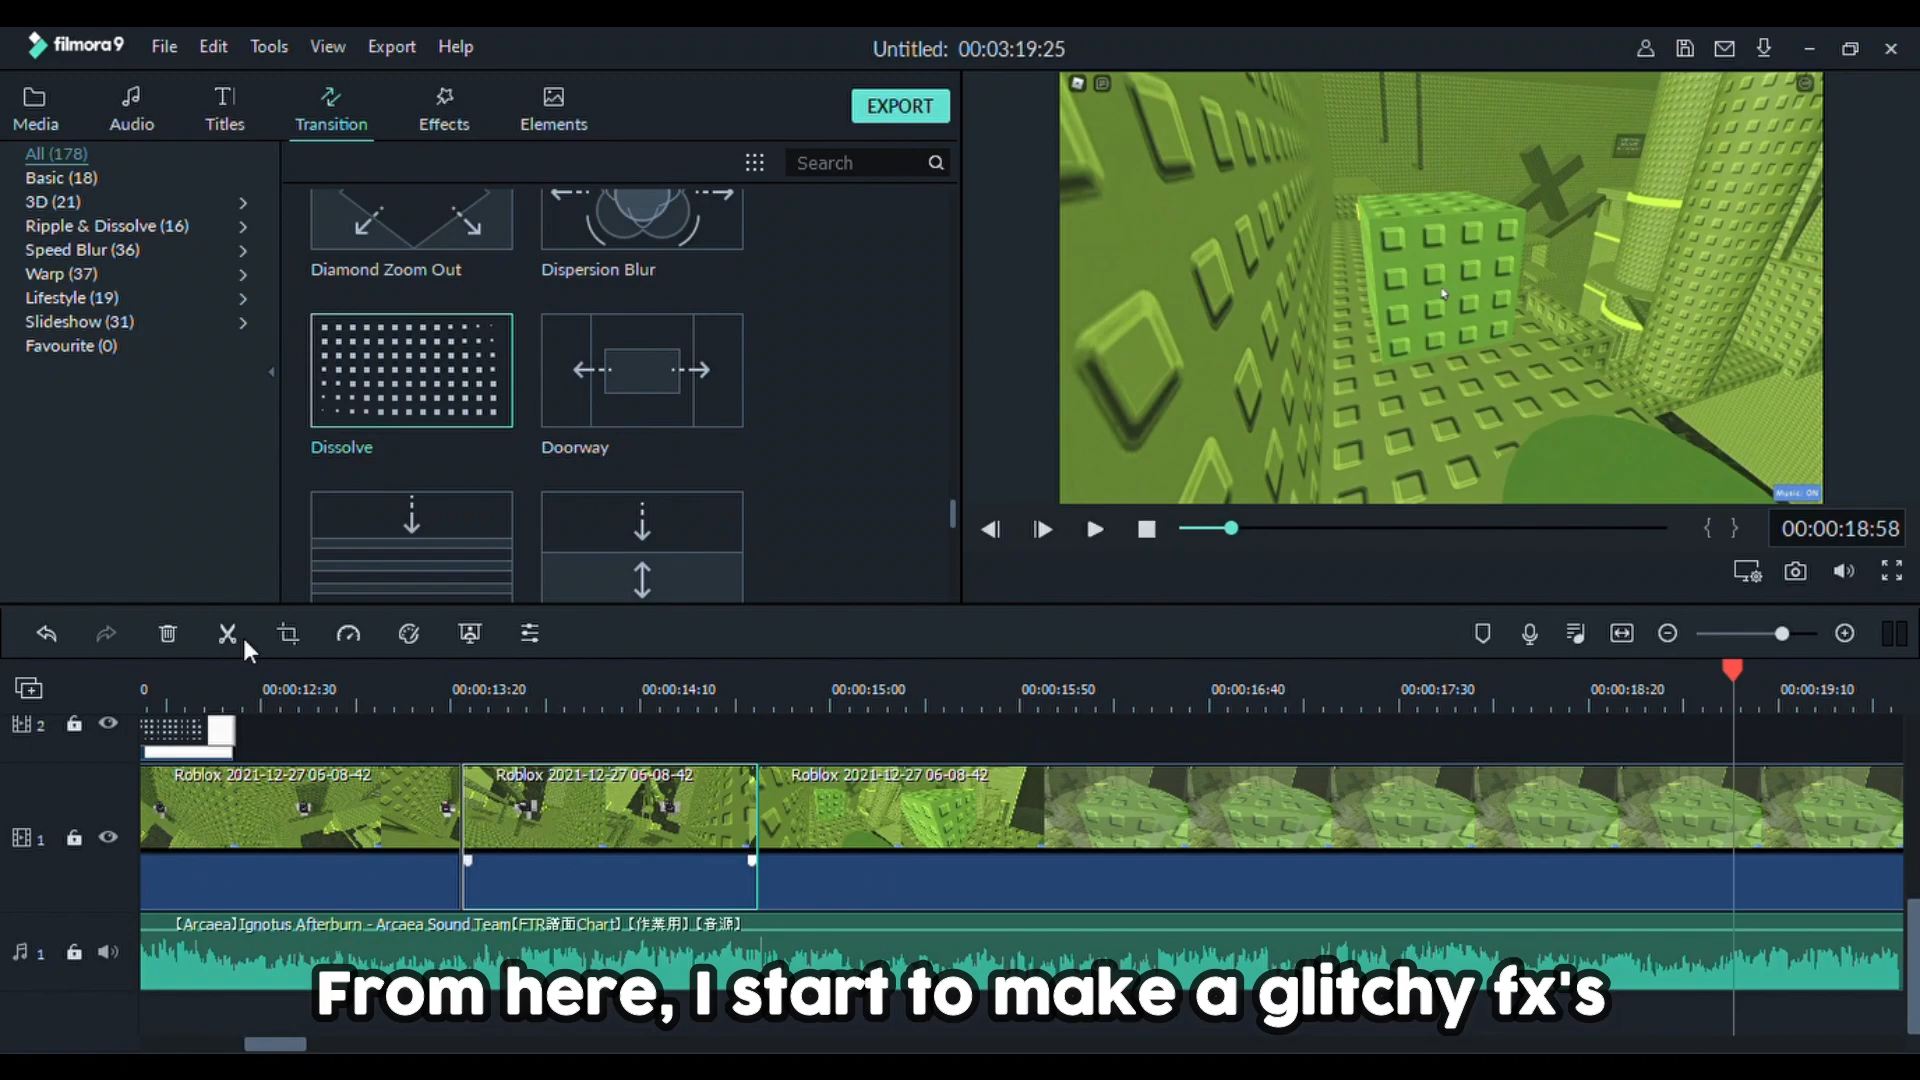 filmora9 File Edit Tools View Export Help
Untitled: 00:03:19:25
Media Audio Titles Transition Effects Elements
EXPORT
All (178)
Basic (18)
3D (21)
Ripple & Dissolve (16)
Speed Blur (36)
Warp (37)
Lifestyle (19)
Slideshow (31)
Favourite (0)
Search
Diamond Zoom Out Dispersion Blur
Dissolve Doorway
Music: ON
00:00:18:58
0 00:00:12:30 00:00:13:20 00:00:14:10 00:00:15:00 00:00:15:50 00:00:16:40 00:00:17:30 00:00:18:20 00:00:19:10
2
Roblox 2021-12-27 06-08-42 Roblox 2021-12-27 06-08-42 Roblox 2021-12-27 06-08-42
1
【Arcaea】Ignotus Afterburn - Arcaea Sound Team【FTR譜面Chart】【作業用】【音源】
1
From here, I start to make a glitchy fx's